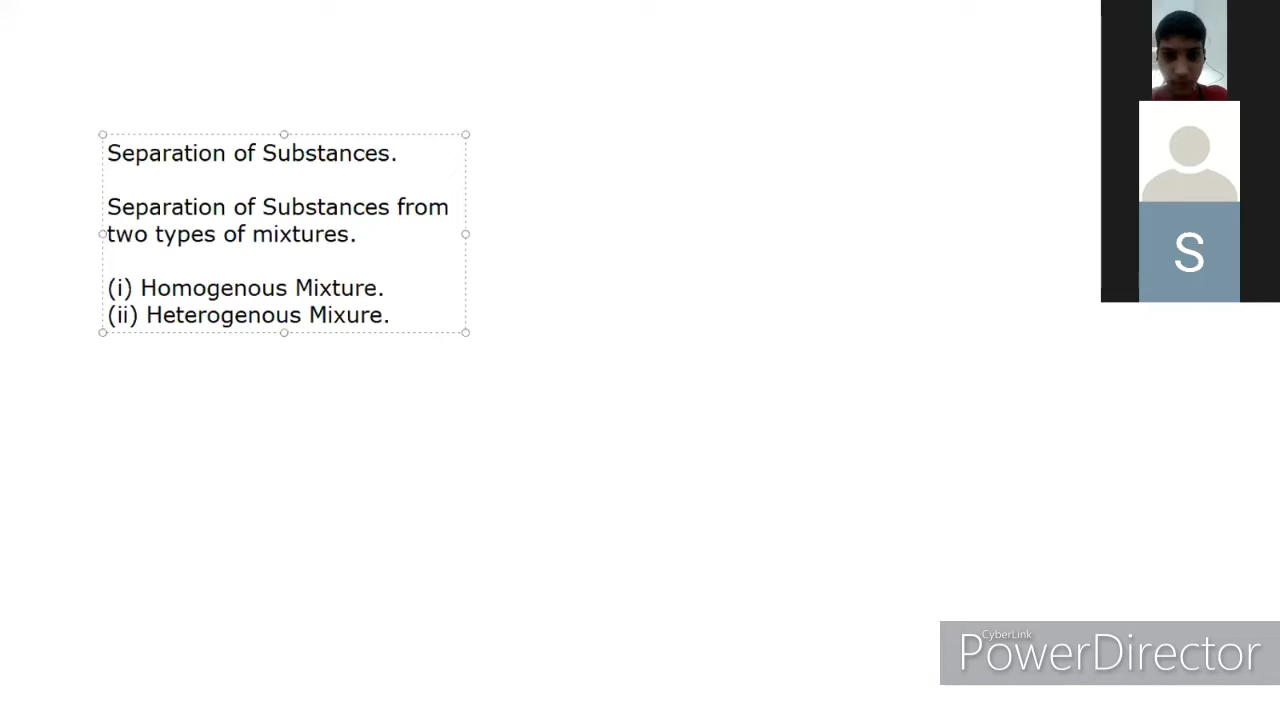 Separation of Substances.
Separation of Substances from
two types of mixtures.
(i) Homogenous Mixture.
(ii) Heterogenous Mixure.
S
CyberLink
PowerDirector